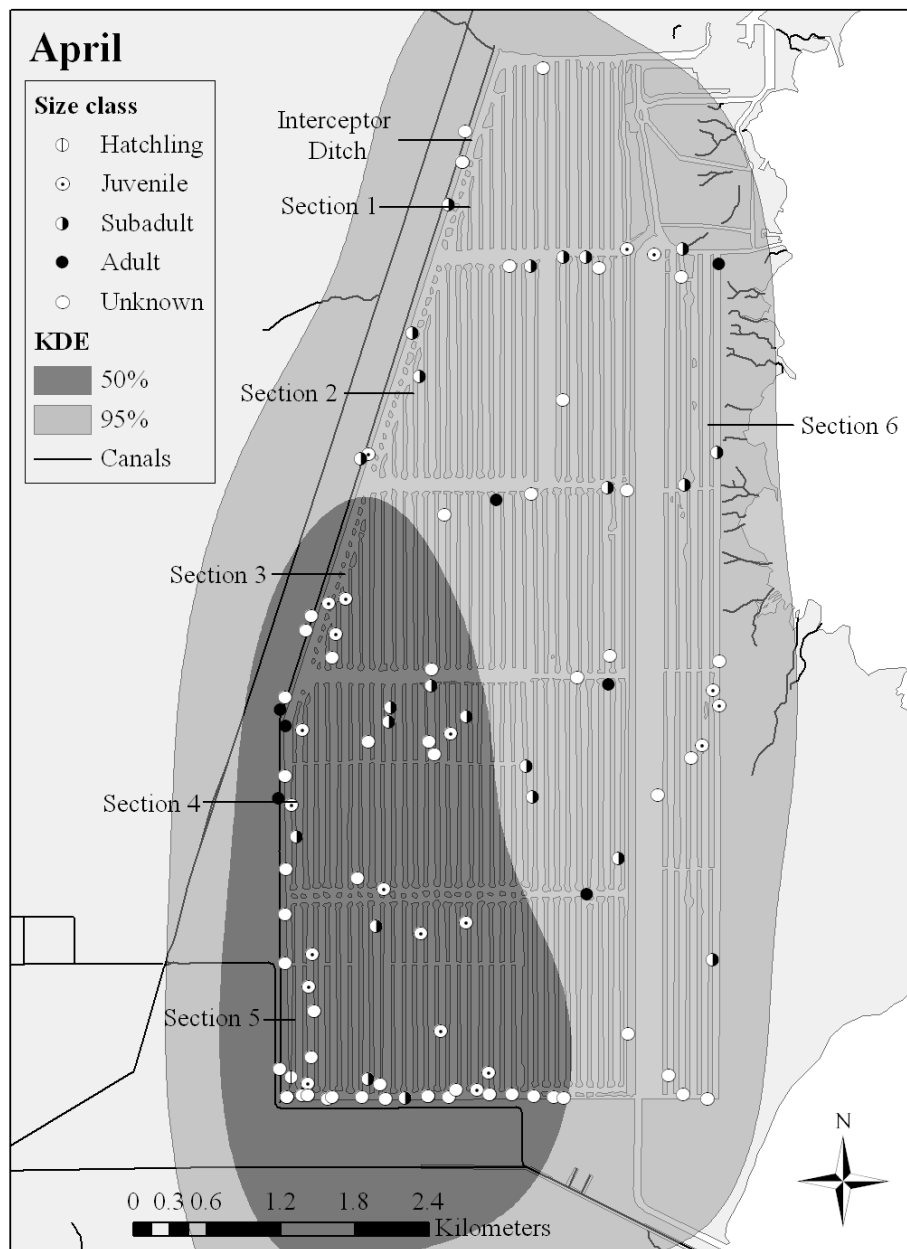 April
Size class
Hatchling
Juvenile
Subadult
Adult
Unknown
KDE
50%
95%
Canals
Interceptor
Ditch
Section 1
Section 2
Section 6
Section 3
Section 4
Section 5
N
0 0.3 0.6 1.2 1.8 2.4
Kilometers